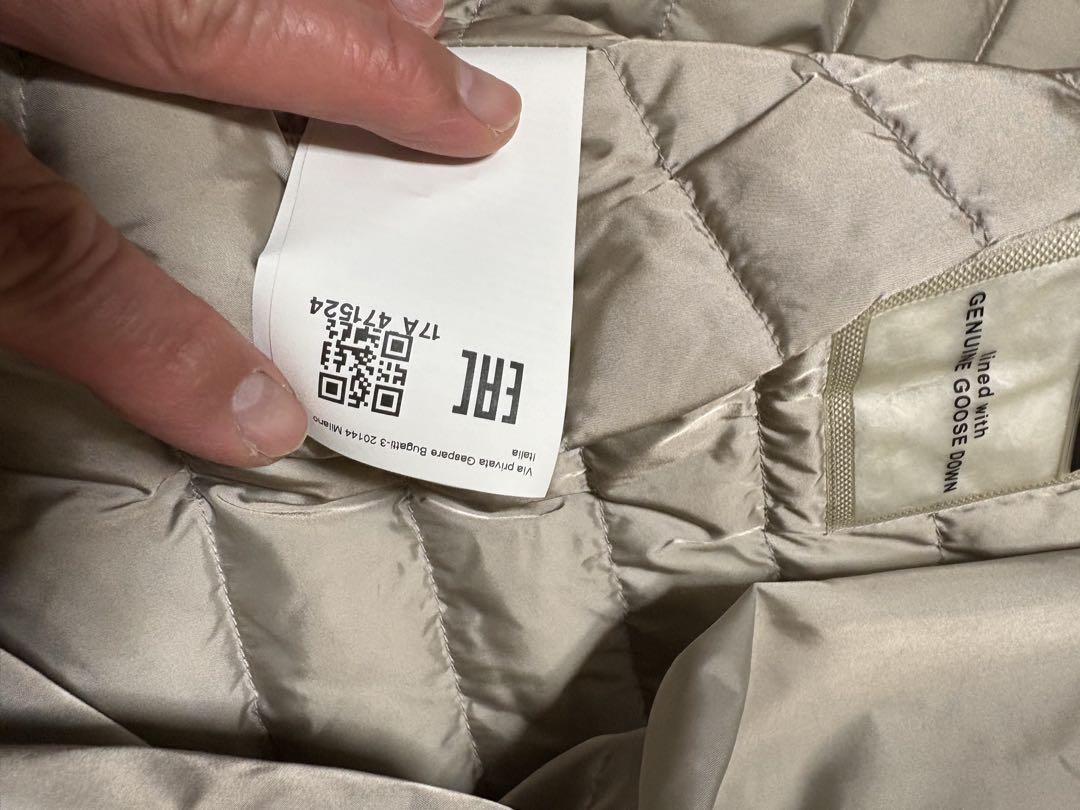 Via privata Gaspare Bugatti-3 20144 Milano
Italia
EAC
17A 471524
lined with
GENUINE GOOSE DOWN